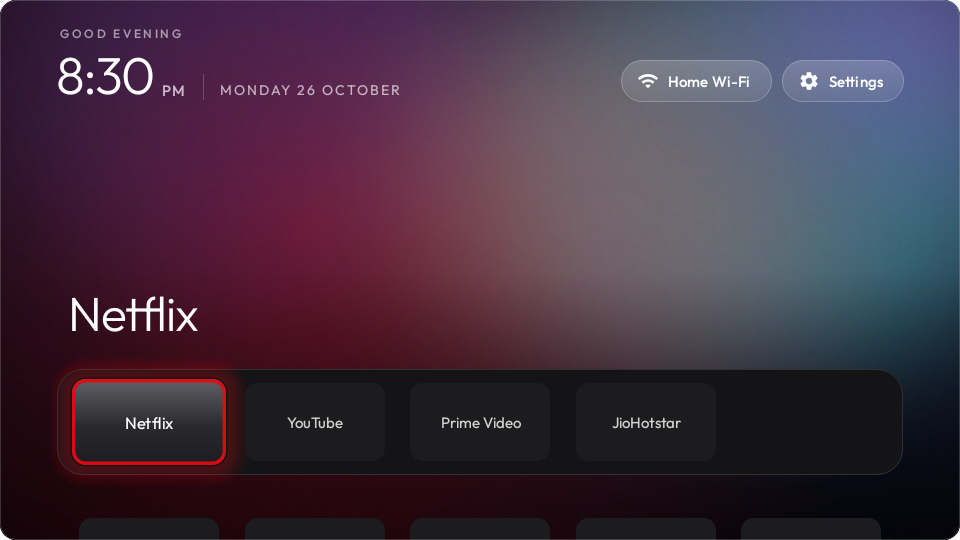 GOOD EVENING
8:30 PM
MONDAY 26 OCTOBER
Home Wi-Fi
Settings
Netflix
Netflix
YouTube
Prime Video
JioHotstar